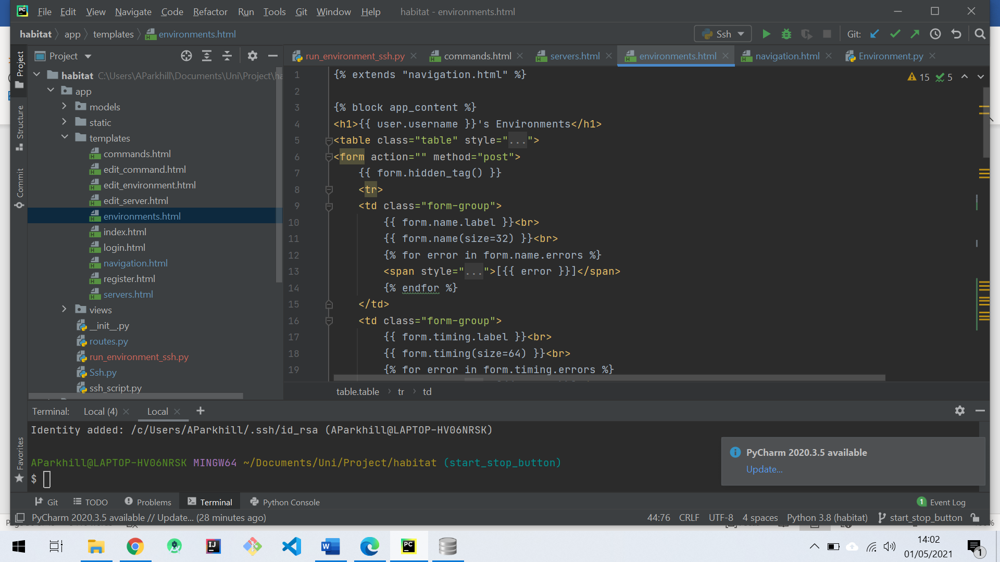 File Edit View Navigate Code Refactor Run Tools Git Window Help habitat - environments.html
habitat app templates environments.html Ssh Git:
Project
run_environment_ssh.py commands.html servers.html environments.html navigation.html Environment.py
Project
Structure
Commit
Favorites
habitat C:\Users\AParkhill\Documents\Uni\Project\
app
models
static
templates
commands.html
edit_command.html
edit_environment.html
edit_server.html
environments.html
index.html
login.html
navigation.html
register.html
servers.html
views
__init__.py
routes.py
run_environment_ssh.py
Ssh.py
ssh_script.py
15 5
1 {% extends "navigation.html" %}
2
3 {% block app_content %}
4 <h1>{{ user.username }}'s Environments</h1>
5 <table class="table" style="...">
6 <form action="" method="post">
7 {{ form.hidden_tag() }}
8 <tr>
9 <td class="form-group">
10 {{ form.name.label }}<br>
11 {{ form.name(size=32) }}<br>
12 {% for error in form.name.errors %}
13 <span style="...">[{{ error }}]</span>
14 {% endfor %}
15 </td>
16 <td class="form-group">
17 {{ form.timing.label }}<br>
18 {{ form.timing(size=64) }}<br>
19 {% for error in form.timing.errors %}
table.table tr td
Terminal: Local (4) Local
Identity added: /c/Users/AParkhill/.ssh/id_rsa (AParkhill@LAPTOP-HV06NRSK)
AParkhill@LAPTOP-HV06NRSK MINGW64 ~/Documents/Uni/Project/habitat (start_stop_button)
$
PyCharm 2020.3.5 available
Update...
Git TODO Problems Terminal Python Console 1 Event Log
PyCharm 2020.3.5 available // Update... (28 minutes ago) 44:76 CRLF UTF-8 4 spaces Python 3.8 (habitat) start_stop_button
14:02
01/05/2021
1